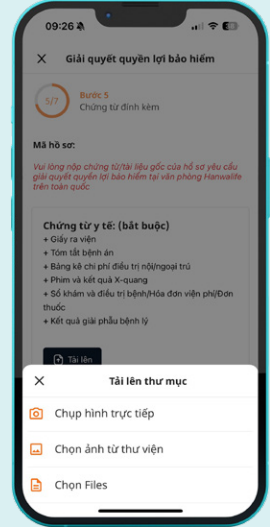 09:26
Giải quyết quyền lợi bảo hiểm
5/7
Bước 5
Chứng từ đính kèm
Mã hồ sơ:
Vui lòng nộp chứng từ/tài liệu gốc của hồ sơ yêu cầu
giải quyết quyền lợi bảo hiểm tại văn phòng Hanwalife
trên toàn quốc
Chứng từ y tế: (bắt buộc)
+ Giấy ra viện
+ Tóm tắt bệnh án
+ Bảng kê chi phí điều trị nội/ngoại trú
+ Phim và kết quả X-quang
+ Sổ khám và điều trị bệnh/Hóa đơn viện phí/Đơn
thuốc
+ Kết quả giải phẫu bệnh lý
Tải lên
Tải lên thư mục
Chụp hình trực tiếp
Chọn ảnh từ thư viện
Chọn Files